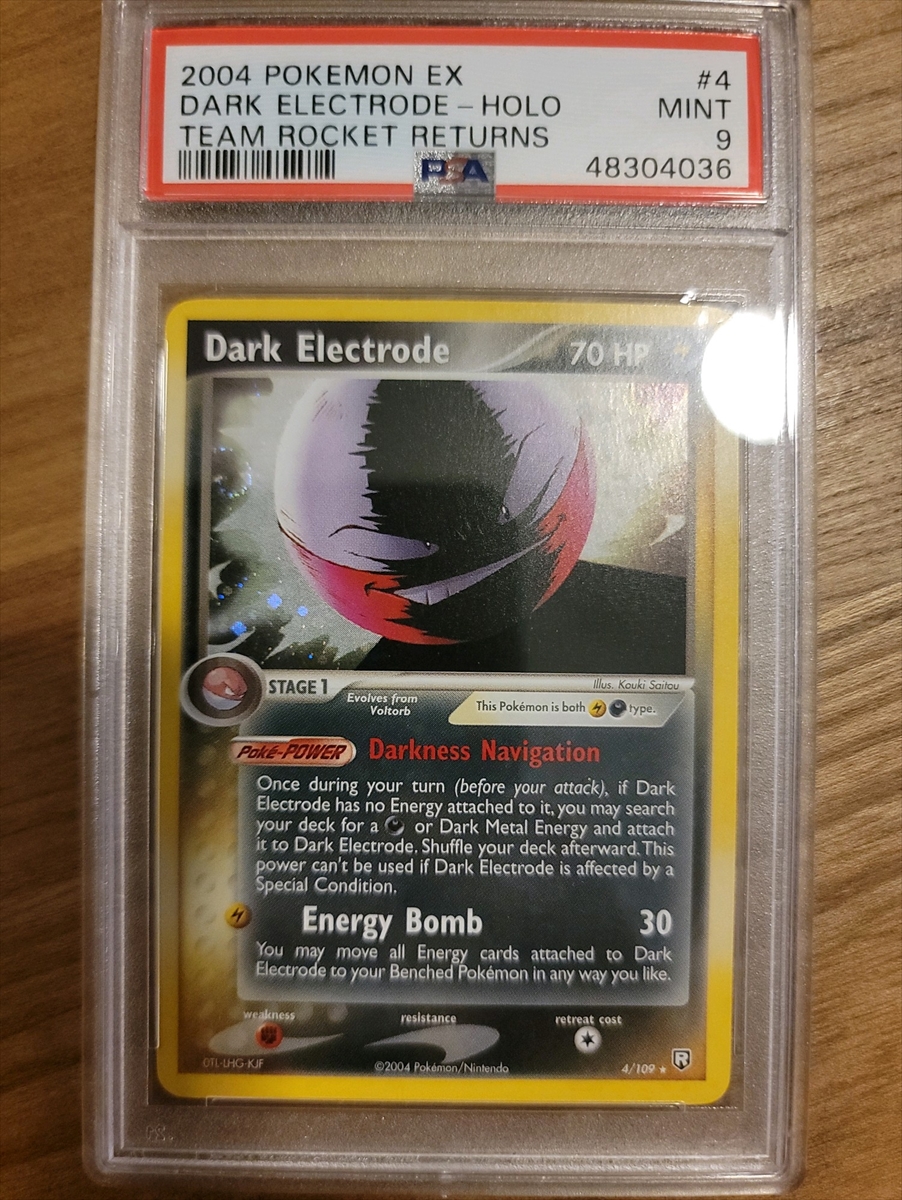 2004 POKEMON EX #4
DARK ELECTRODE - HOLO MINT
TEAM ROCKET RETURNS 9
PSA 48304036
Dark Electrode 70 HP
STAGE 1
Illus. Kouki Saitou
Evolves from
Voltorb
This Pokémon is both type.
Poké-POWER Darkness Navigation
Once during your turn (before your attack), if Dark
Electrode has no Energy attached to it, you may search
your deck for a or Dark Metal Energy and attach
it to Dark Electrode. Shuffle your deck afterward. This
power can't be used if Dark Electrode is affected by a
Special Condition.
Energy Bomb 30
You may move all Energy cards attached to Dark
Electrode to your Benched Pokémon in any way you like.
weakness resistance retreat cost
DTL-LHG-KJF ©2004 Pokémon/Nintendo 4/109 ★ R